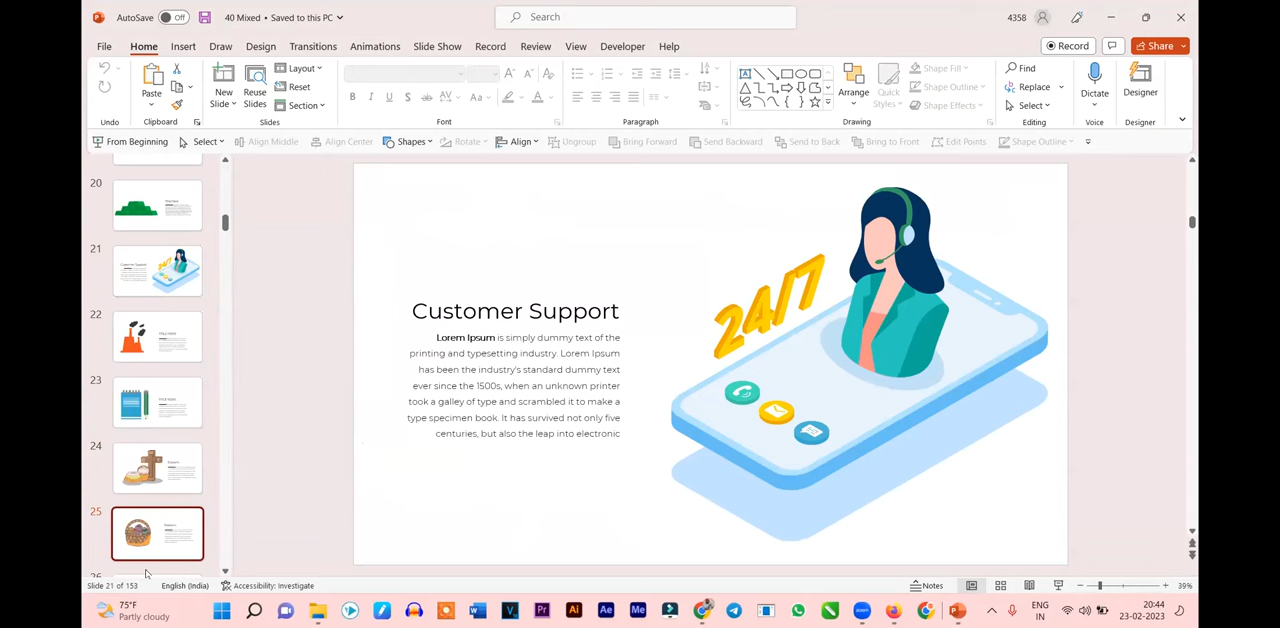 AutoSave Off 40 Mixed • Saved to this PC Search 4358
File Home Insert Draw Design Transitions Animations Slide Show Record Review View Developer Help Record Share
Paste New Slide Reuse Slides Layout Reset Section Shape Fill Shape Outline Shape Effects Arrange Quick Styles Find Replace Select Dictate Designer
Undo Clipboard Slides Font Paragraph Drawing Editing Voice Designer
From Beginning Select Align Middle Align Center Shapes Rotate Align Ungroup Bring Forward Send Backward Send to Back Bring to Front Edit Points Shape Outline
20
21
22
23
24
25
24/7
Customer Support
Lorem Ipsum is simply dummy text of the
printing and typesetting industry. Lorem Ipsum
has been the industry's standard dummy text
ever since the 1500s, when an unknown printer
took a galley of type and scrambled it to make a
type specimen book. It has survived not only five
centuries, but also the leap into electronic
Slide 21 of 153 English (India) Accessibility: Investigate Notes 39%
75°F
Partly cloudy
ENG
IN
20:44
23-02-2023